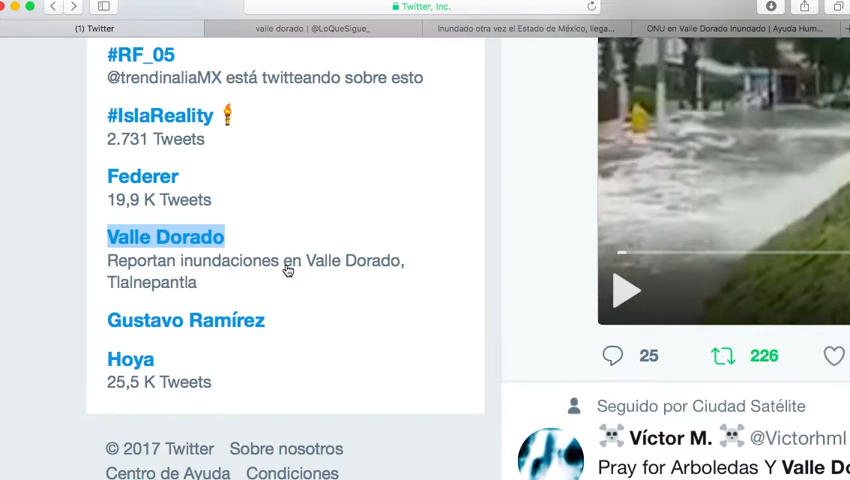 Twitter, Inc.
(1) Twitter
valle dorado | @LoQueSigue_
Inundado otra vez el Estado de México, llega...
ONU en Valle Dorado Inundado | Ayuda Hum...
#RF_05
@trendinaliaMX está twitteando sobre esto
#IslaReality
2.731 Tweets
Federer
19,9 K Tweets
Valle Dorado
Reportan inundaciones en Valle Dorado,
Tlalnepantla
Gustavo Ramírez
Hoya
25,5 K Tweets
© 2017 Twitter Sobre nosotros
Centro de Ayuda Condiciones
25 226
Seguido por Ciudad Satélite
Víctor M. @Victorhml
Pray for Arboledas Y Valle Do